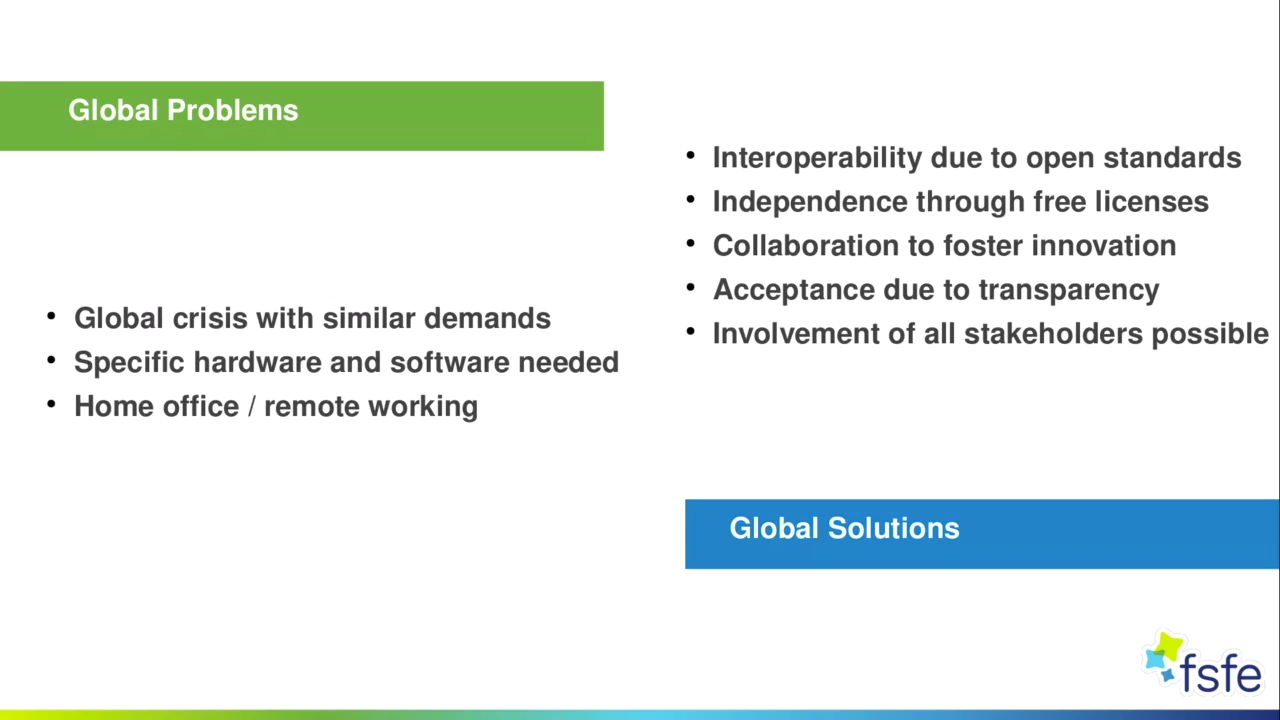 Global Problems
• Global crisis with similar demands
• Specific hardware and software needed
• Home office / remote working
• Interoperability due to open standards
• Independence through free licenses
• Collaboration to foster innovation
• Acceptance due to transparency
• Involvement of all stakeholders possible
Global Solutions
fsfe